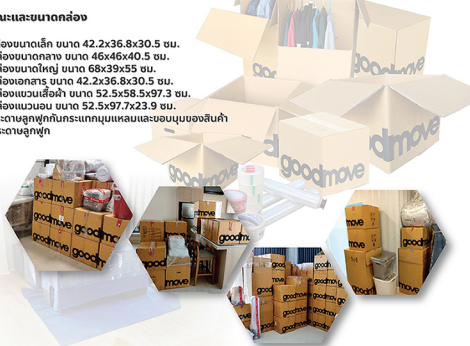 นะและขนาดกล่อง
องขนาดเล็ก ขนาด 42.2x36.8x30.5 ซม.
ล่องขนาดกลาง ขนาด 46x46x40.5 ซม.
ล่องขนาดใหญ่ ขนาด 68x39x55 ซม.
ล่องเอกสาร ขนาด 42.2x36.8x30.5 ซม.
ล่องแขวนเสื้อผ้า ขนาด 52.5x58.5x97.3 ซม.
ล่องแนวนอน ขนาด 52.5x97.7x23.9 ซม.
ระดาษลูกฟูกกันกระแทกมุมแหลมและขอบมุมของสินค้า
ระดาษลูกฟูก
goodmove
goodmove
goodmove
goodmove
goodmove
goodmove